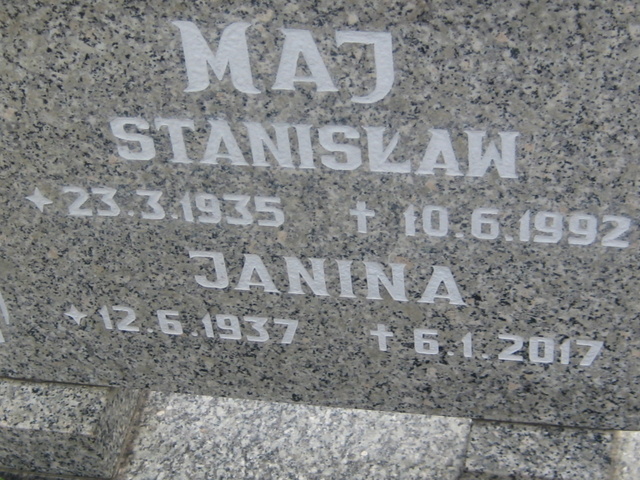 MAJ
STANISŁAW
✦ 23.3.1935 ✝ 10.6.1992
JANINA
✦ 12.6.1937 ✝ 6.1.2017